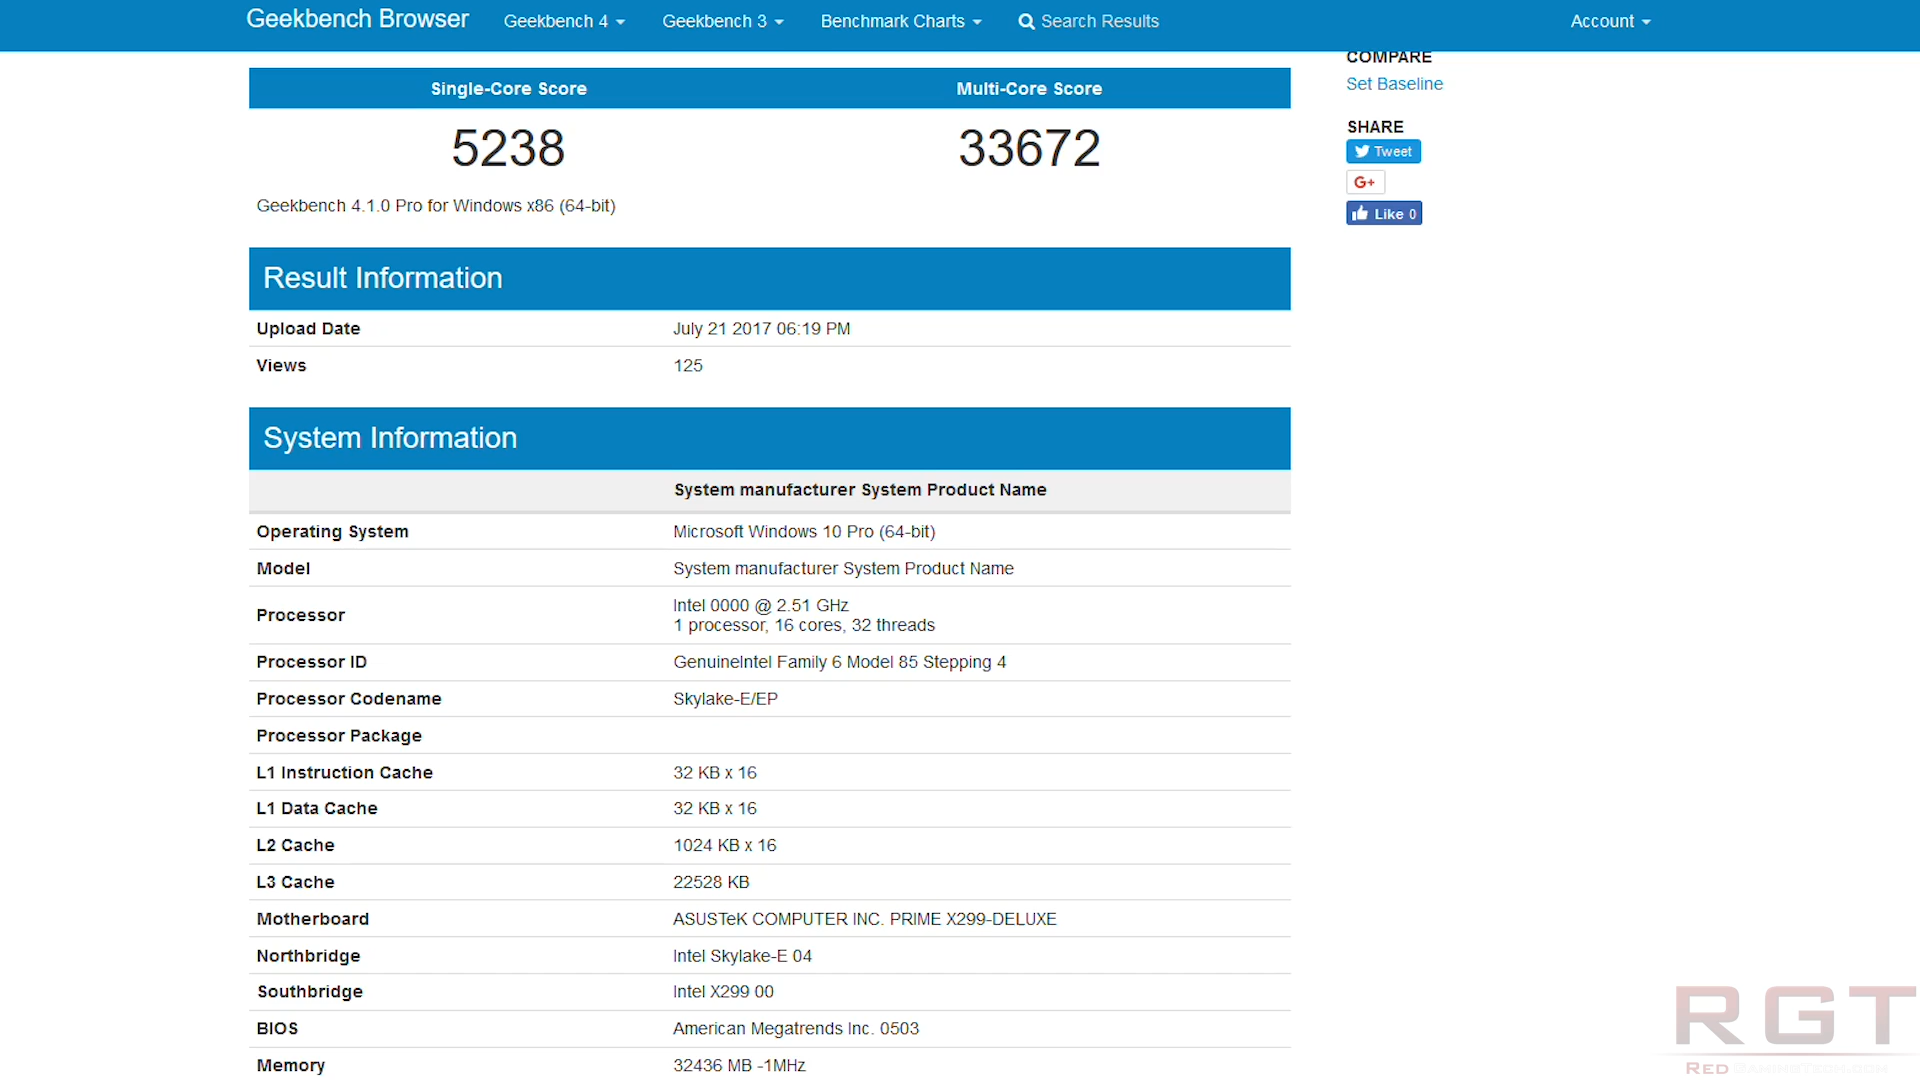 Geekbench Browser Geekbench 4 Geekbench 3 Benchmark Charts Search Results Account
COMPARE
Set Baseline
SHARE
Tweet
G+
Like 0
Single-Core Score Multi-Core Score
5238 33672
Geekbench 4.1.0 Pro for Windows x86 (64-bit)
Result Information
Upload Date July 21 2017 06:19 PM
Views 125
System Information
System manufacturer System Product Name
Operating System Microsoft Windows 10 Pro (64-bit)
Model System manufacturer System Product Name
Processor Intel 0000 @ 2.51 GHz
1 processor, 16 cores, 32 threads
Processor ID GenuineIntel Family 6 Model 85 Stepping 4
Processor Codename Skylake-E/EP
Processor Package
L1 Instruction Cache 32 KB x 16
L1 Data Cache 32 KB x 16
L2 Cache 1024 KB x 16
L3 Cache 22528 KB
Motherboard ASUSTeK COMPUTER INC. PRIME X299-DELUXE
Northbridge Intel Skylake-E 04
Southbridge Intel X299 00
BIOS American Megatrends Inc. 0503
Memory 32436 MB -1MHz
RGT